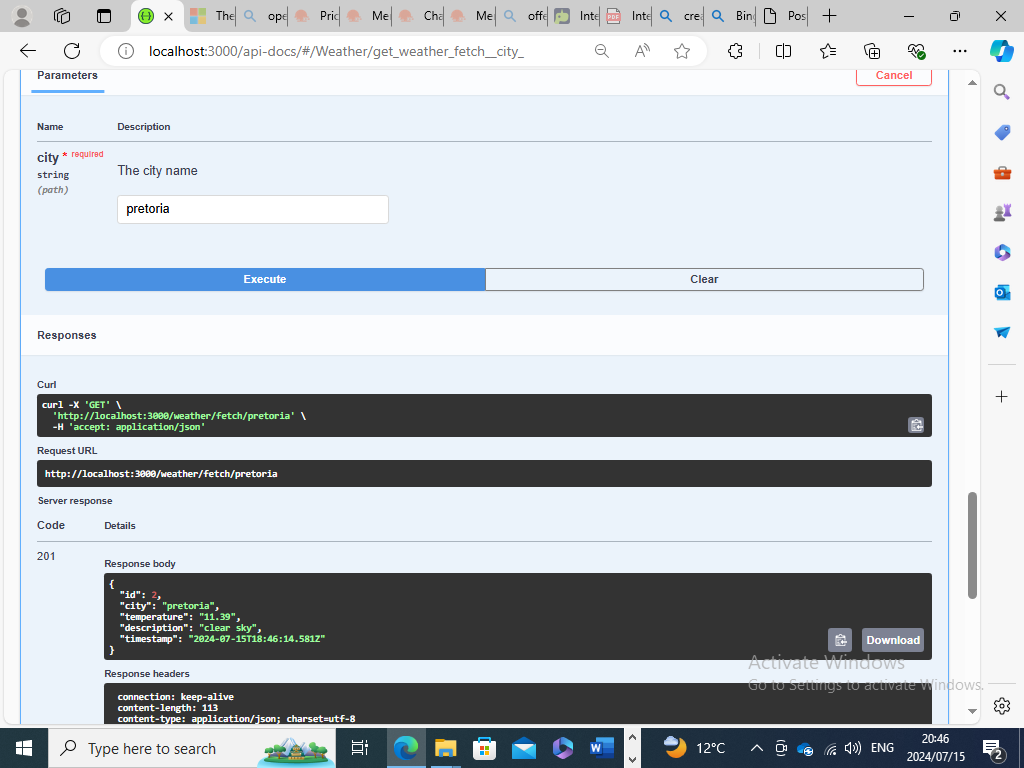 The
ope
Pric
Me
Cha
Me
offe
Inte
Inte
cre
Bin
Pos
localhost:3000/api-docs/#/Weather/get_weather_fetch__city_
Parameters
Cancel
Name Description
city * required
string
(path)
The city name
pretoria
Execute Clear
Responses
Curl
curl -X 'GET' \
'http://localhost:3000/weather/fetch/pretoria' \
-H 'accept: application/json'
Request URL
http://localhost:3000/weather/fetch/pretoria
Server response
Code Details
201
Response body
{
"id": 2,
"city": "pretoria",
"temperature": "11.39",
"description": "clear sky",
"timestamp": "2024-07-15T18:46:14.581Z"
}
Download
Response headers
connection: keep-alive
content-length: 113
content-type: application/json; charset=utf-8
Activate Windows
Go to Settings to activate Windows.
Type here to search
12°C
ENG
20:46
2024/07/15
2